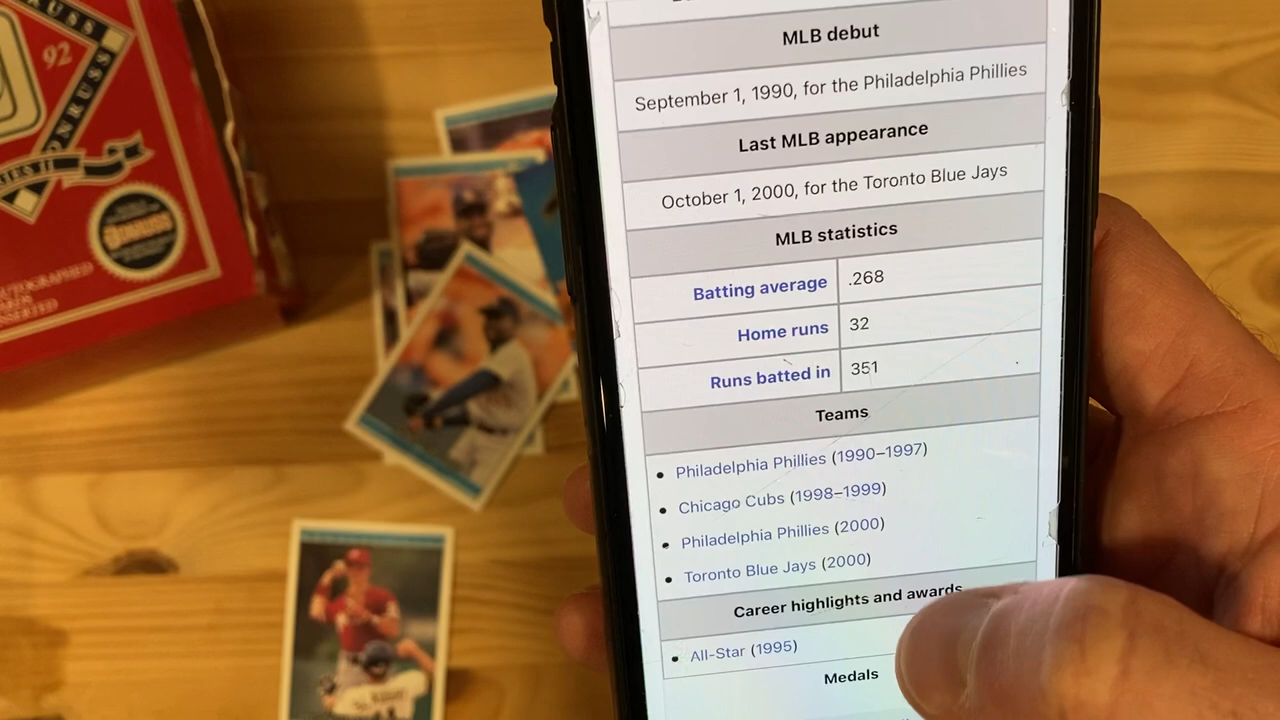 92
MLB debut
September 1, 1990, for the Philadelphia Phillies
Last MLB appearance
October 1, 2000, for the Toronto Blue Jays
MLB statistics
Batting average .268
Home runs 32
Runs batted in 351
Teams
• Philadelphia Phillies (1990–1997)
• Chicago Cubs (1998–1999)
• Philadelphia Phillies (2000)
• Toronto Blue Jays (2000)
Career highlights and awards
• All-Star (1995)
Medals